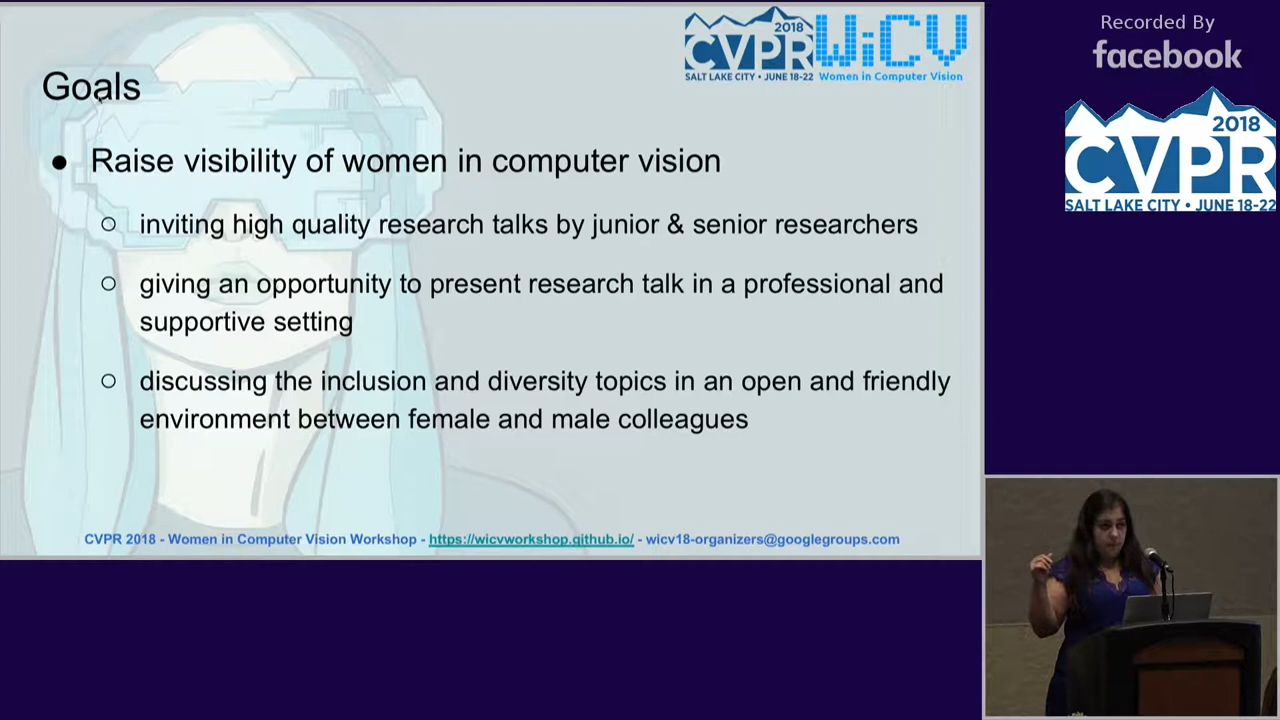 Goals
2018
CVPR
SALT LAKE CITY • JUNE 18-22
WiCV
Women in Computer Vision
● Raise visibility of women in computer vision
○ inviting high quality research talks by junior & senior researchers
○ giving an opportunity to present research talk in a professional and
supportive setting
○ discussing the inclusion and diversity topics in an open and friendly
environment between female and male colleagues
CVPR 2018 - Women in Computer Vision Workshop - https://wicvworkshop.github.io/ - wicv18-organizers@googlegroups.com
Recorded By
facebook
2018
CVPR
SALT LAKE CITY • JUNE 18-22